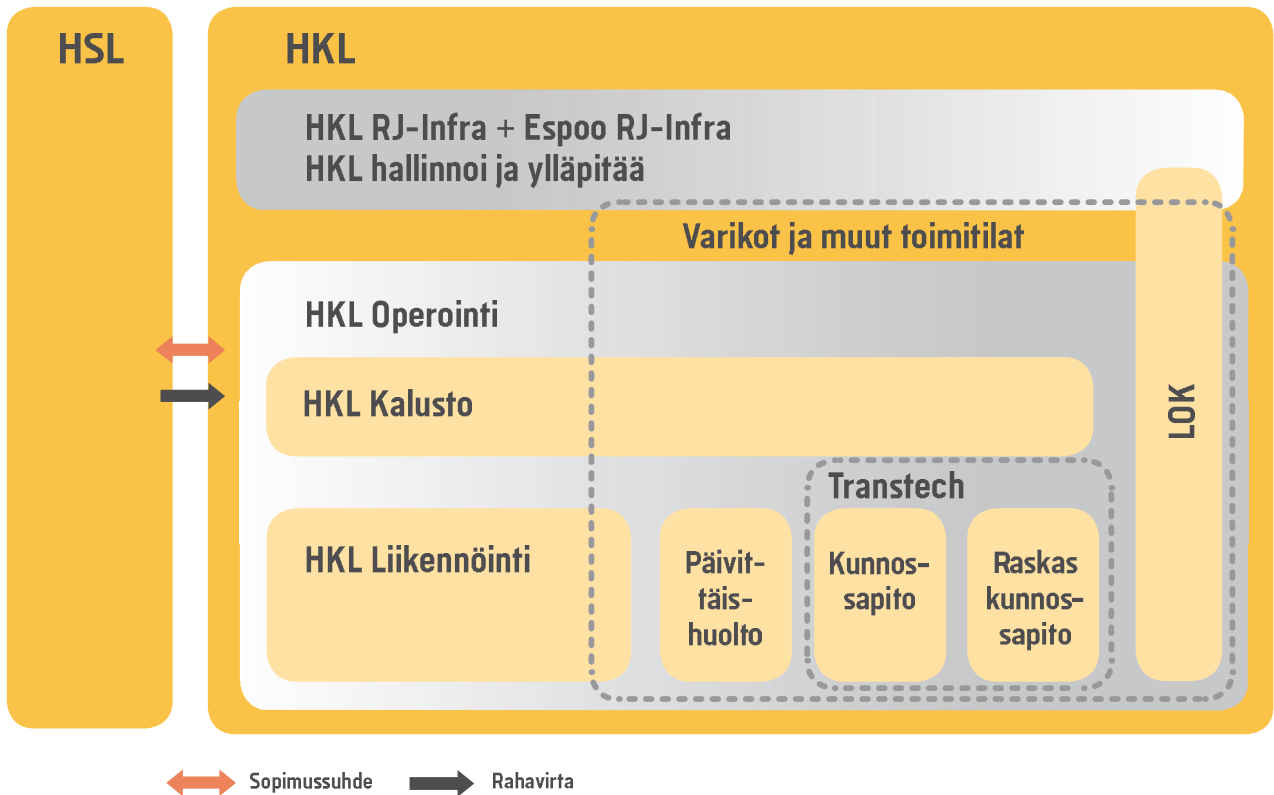 HSL
HKL
HKL RJ-Infra + Espoo RJ-Infra
HKL hallinnoi ja ylläpitää
Varikot ja muut toimitilat
HKL Operointi
HKL Kalusto
LOK
Transtech
HKL Liikennöinti
Päivit-
täis-
huolto
Kunnos-
sapito
Raskas
kunnos-
sapito
Sopimussuhde
Rahavirta